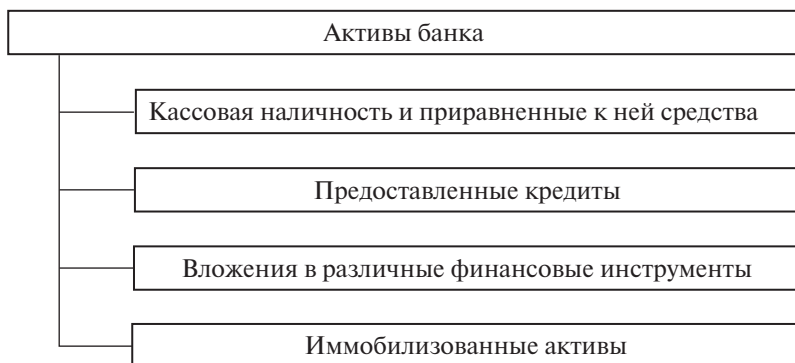 Активы банка
Кассовая наличность и приравненные к ней средства
Предоставленные кредиты
Вложения в различные финансовые инструменты
Иммобилизованные активы